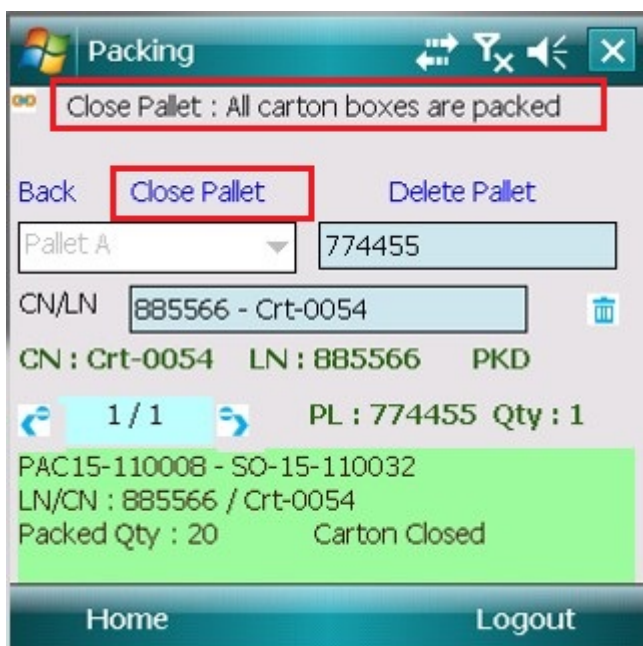 Packing
Close Pallet : All carton boxes are packed
Back Close Pallet Delete Pallet
Pallet A 774455
CN/LN 885566 - Crt-0054
CN : Crt-0054 LN : 885566 PKD
1 / 1 PL : 774455 Qty : 1
PAC15-110008 - SO-15-110032
LN/CN : 885566 / Crt-0054
Packed Qty : 20 Carton Closed
Home Logout